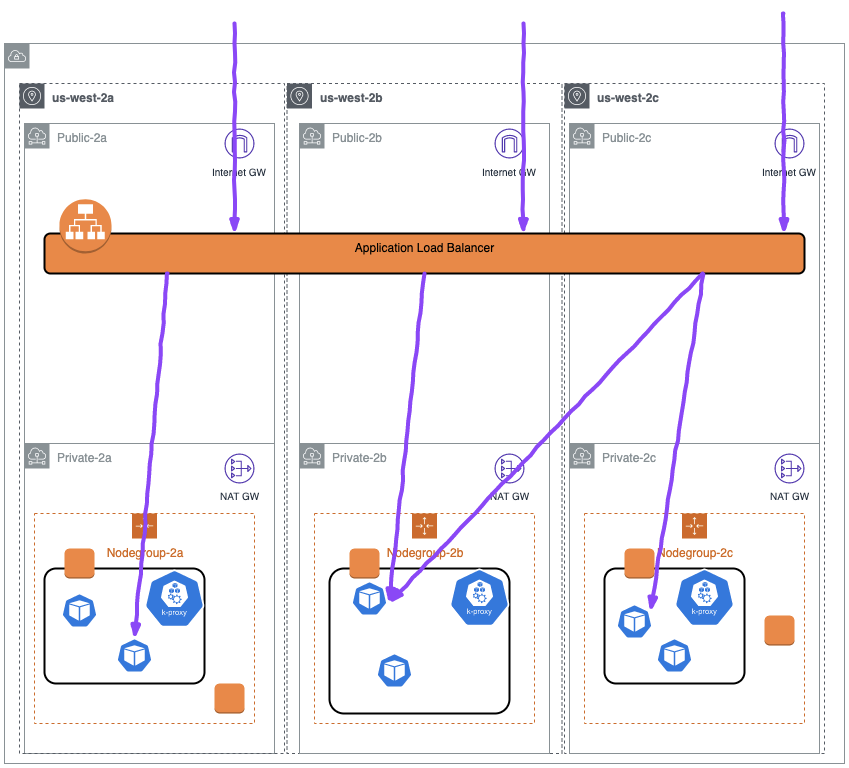 us-west-2a
us-west-2b
us-west-2c
Public-2a
Public-2b
Public-2c
Internet GW
Internet GW
Internet GW
Application Load Balancer
Private-2a
Private-2b
Private-2c
NAT GW
NAT GW
NAT GW
Nodegroup-2a
Nodegroup-2b
Nodegroup-2c
k-proxy
k-proxy
k-proxy